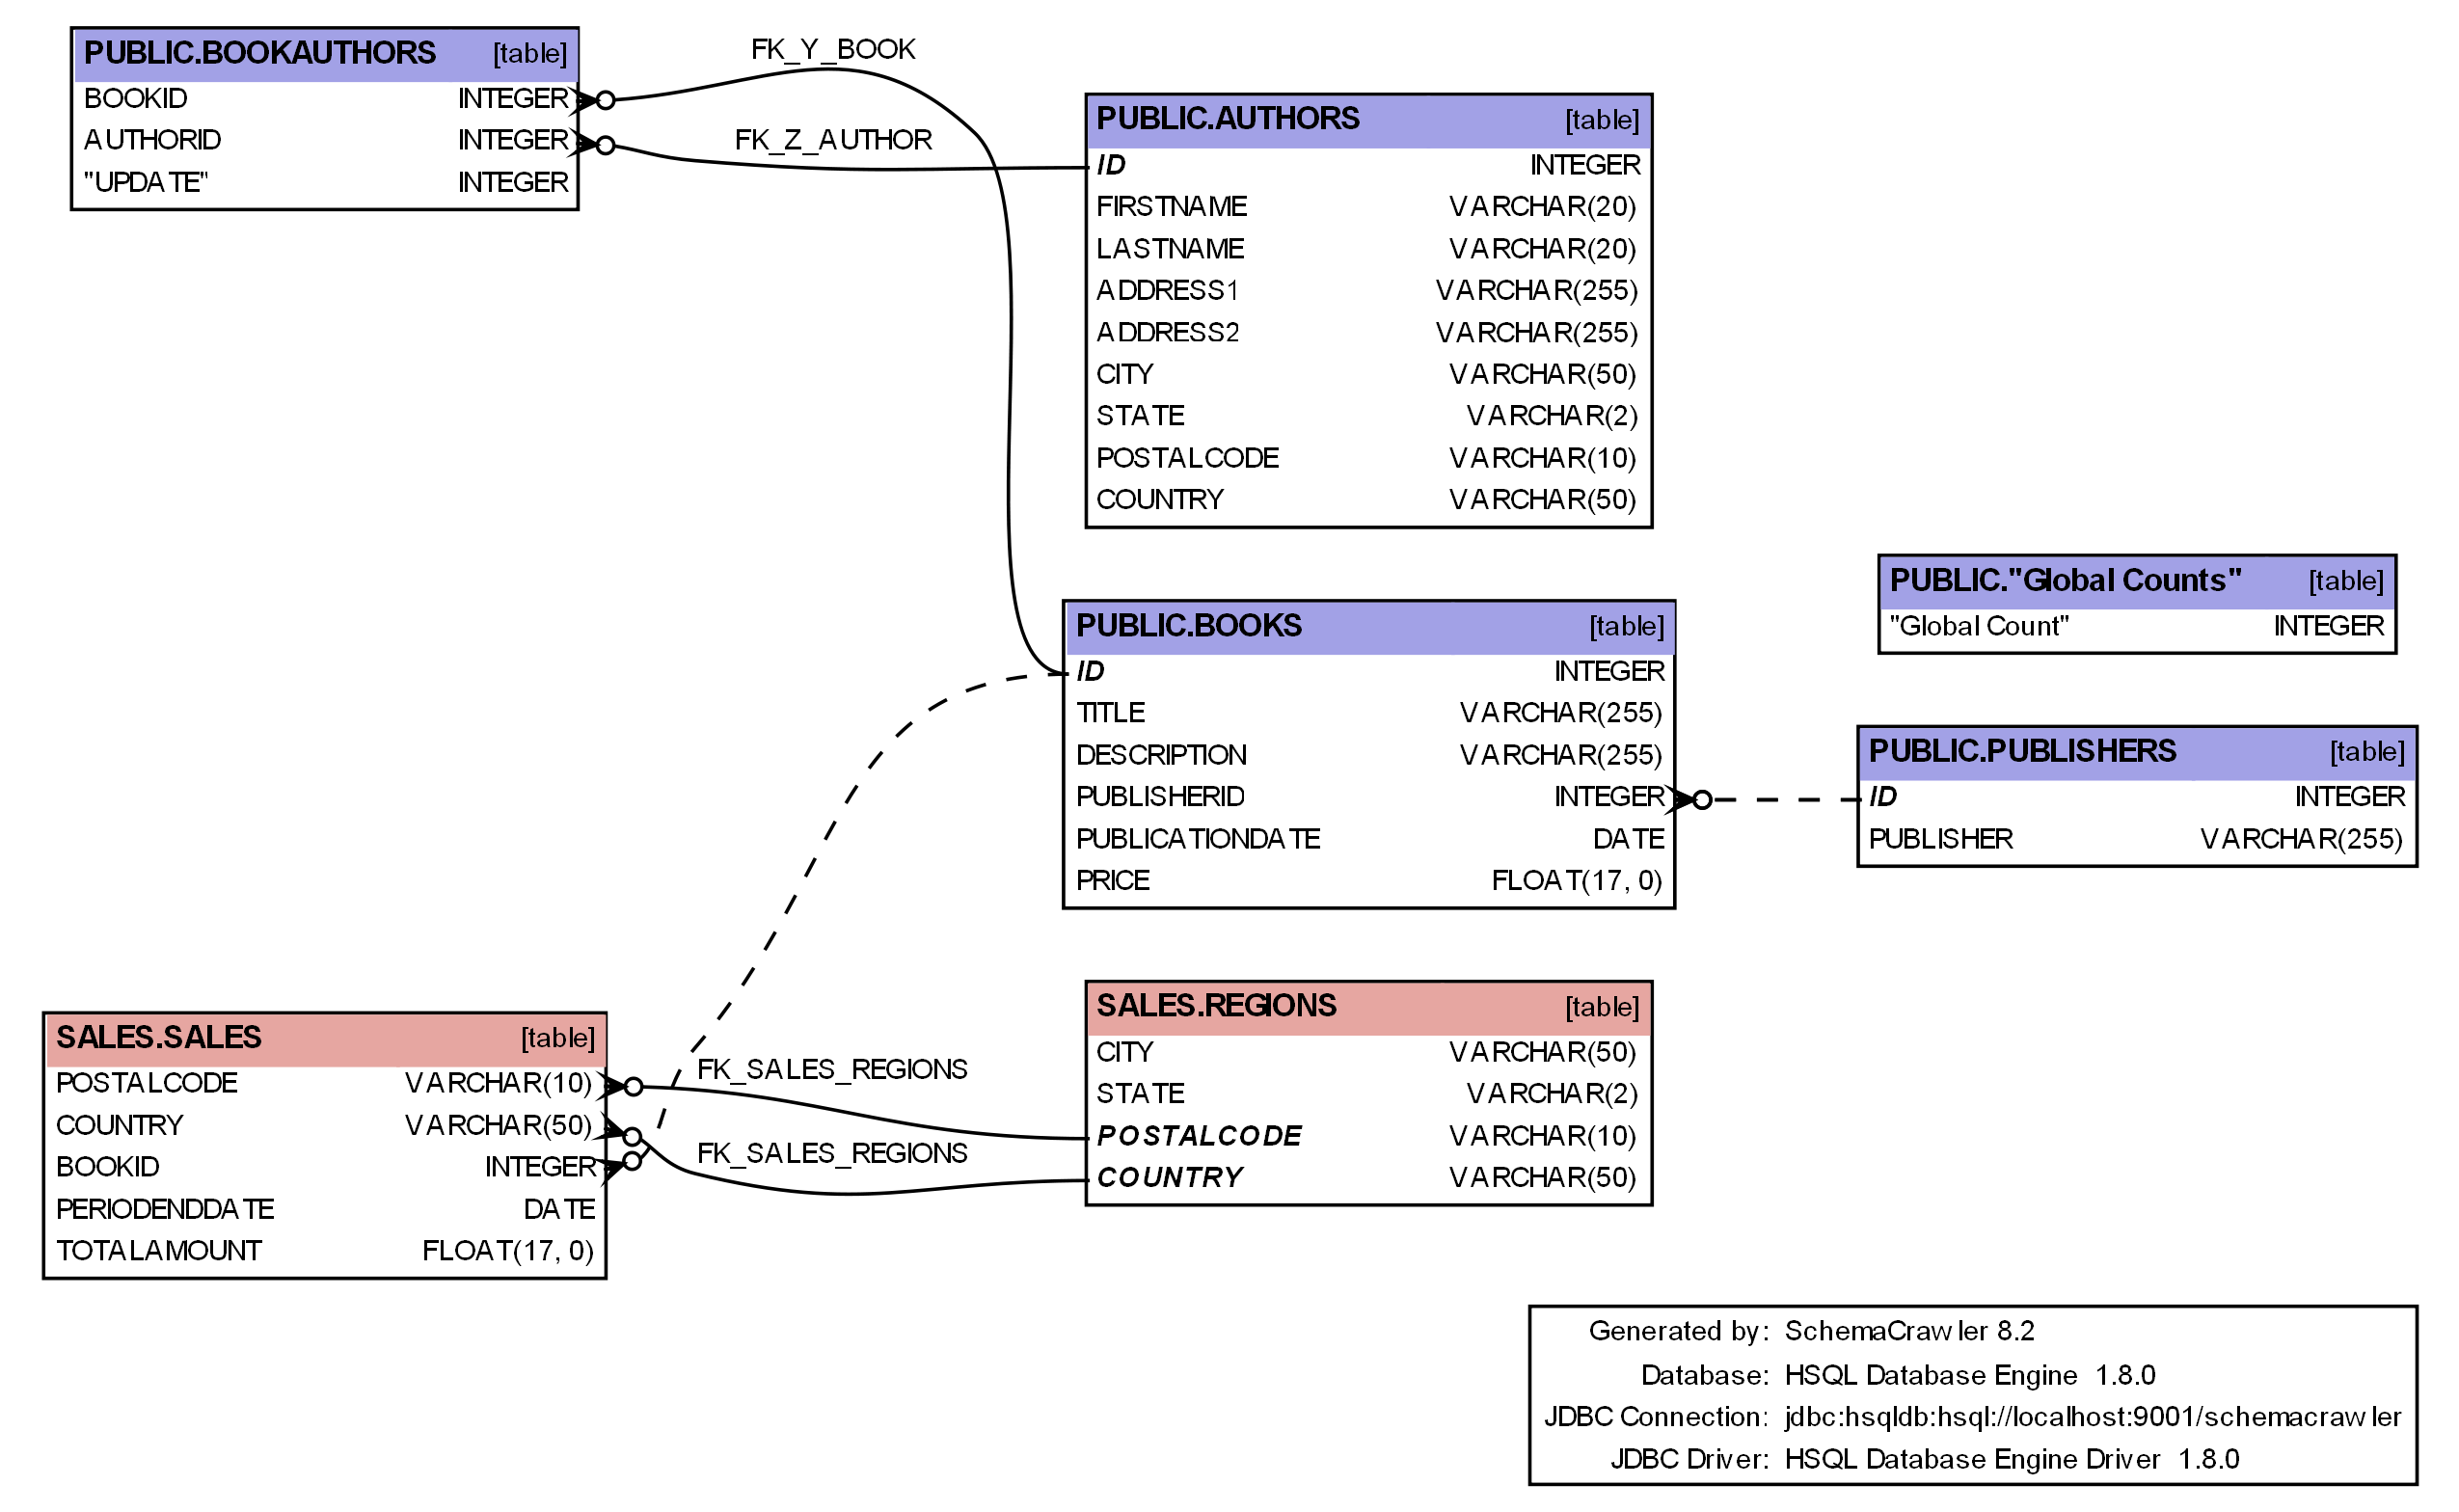 PUBLIC.BOOKAUTHORS [table]
BOOKID INTEGER
AUTHORID INTEGER
"UPDATE" INTEGER
FK_Y_BOOK
FK_Z_AUTHOR
PUBLIC.AUTHORS [table]
ID INTEGER
FIRSTNAME VARCHAR(20)
LASTNAME VARCHAR(20)
ADDRESS1 VARCHAR(255)
ADDRESS2 VARCHAR(255)
CITY VARCHAR(50)
STATE VARCHAR(2)
POSTALCODE VARCHAR(10)
COUNTRY VARCHAR(50)
PUBLIC."Global Counts" [table]
"Global Count" INTEGER
PUBLIC.BOOKS [table]
ID INTEGER
TITLE VARCHAR(255)
DESCRIPTION VARCHAR(255)
PUBLISHERID INTEGER
PUBLICATIONDATE DATE
PRICE FLOAT(17, 0)
PUBLIC.PUBLISHERS [table]
ID INTEGER
PUBLISHER VARCHAR(255)
SALES.SALES [table]
POSTALCODE VARCHAR(10)
COUNTRY VARCHAR(50)
BOOKID INTEGER
PERIODENDDATE DATE
TOTALAMOUNT FLOAT(17, 0)
FK_SALES_REGIONS
FK_SALES_REGIONS
SALES.REGIONS [table]
CITY VARCHAR(50)
STATE VARCHAR(2)
POSTALCODE VARCHAR(10)
COUNTRY VARCHAR(50)
Generated by: SchemaCrawler 8.2
Database: HSQL Database Engine 1.8.0
JDBC Connection: jdbc:hsqldb:hsql://localhost:9001/schemacrawler
JDBC Driver: HSQL Database Engine Driver 1.8.0